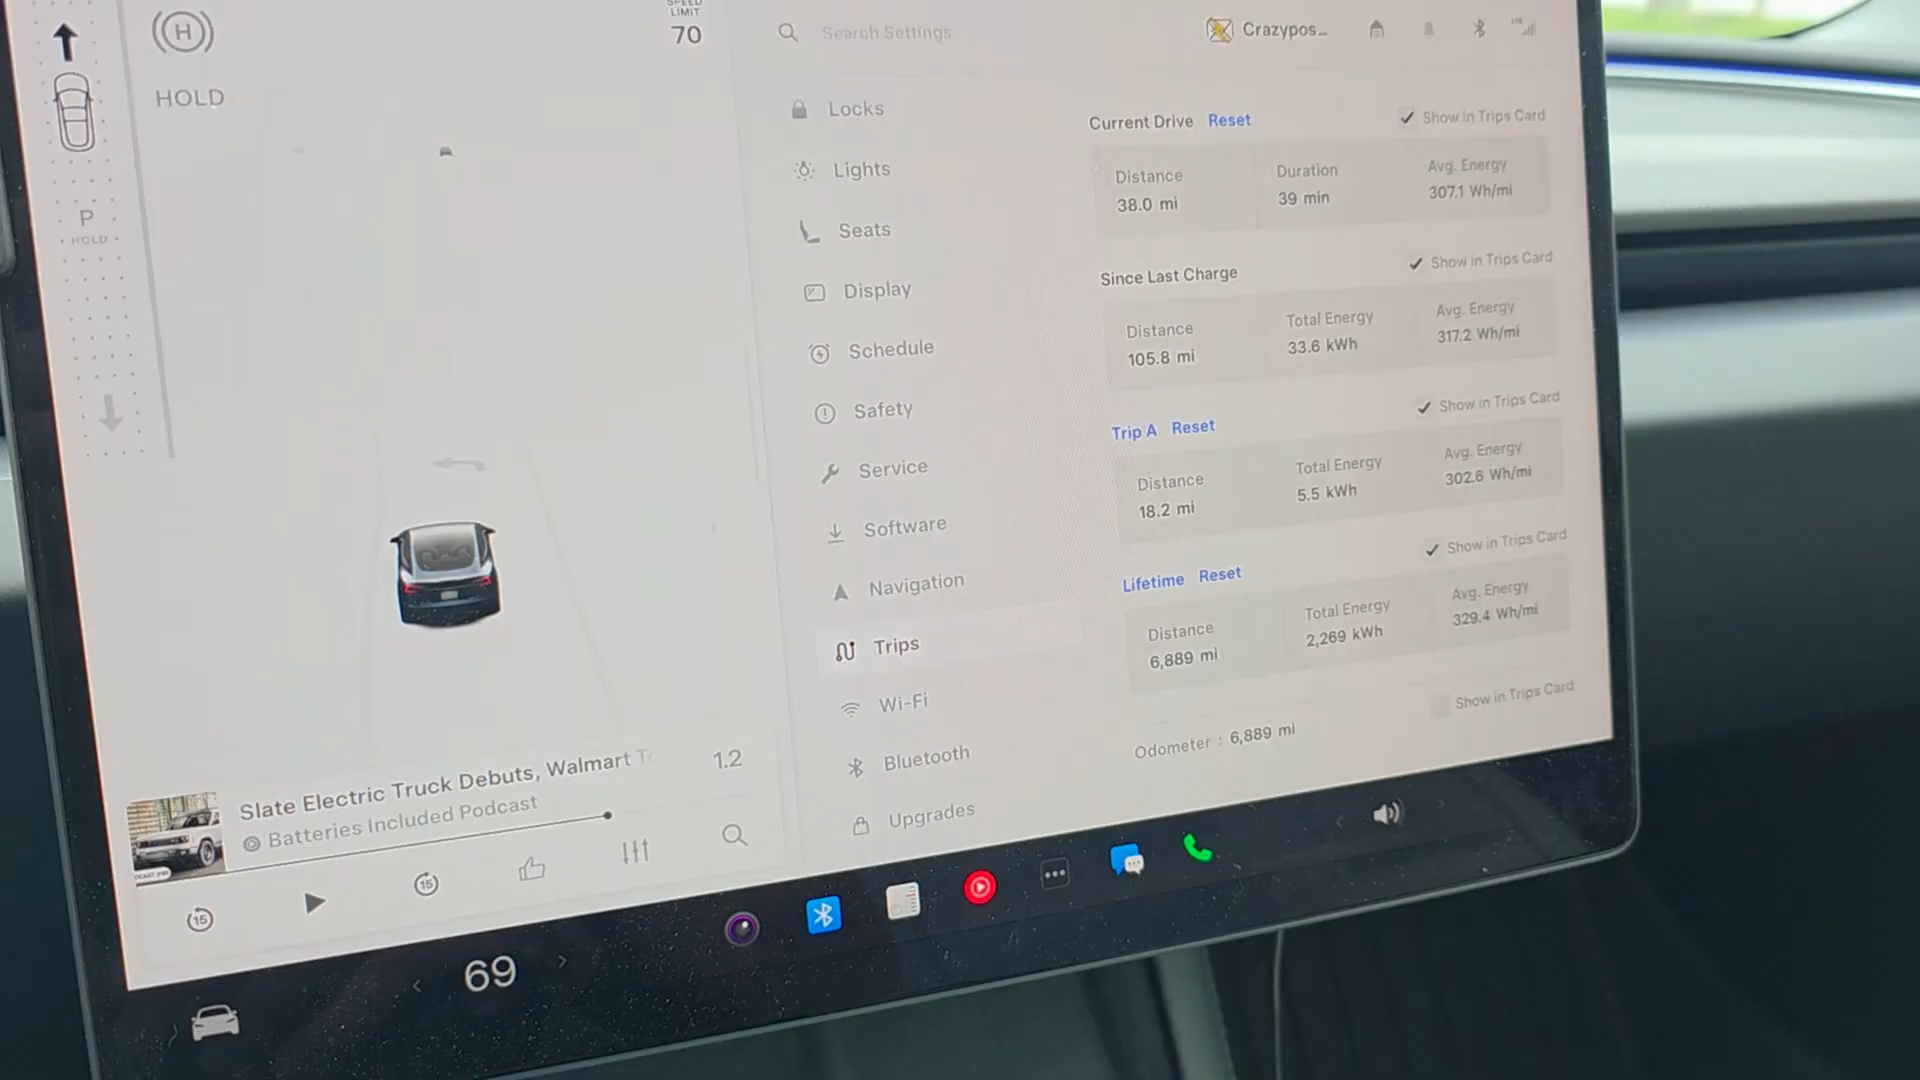 SPEED
LIMIT
70
H
HOLD
P
HOLD
Search Settings
Crazypos...
LTE
Locks
Lights
Seats
Display
Schedule
Safety
Service
Software
Navigation
Trips
Wi-Fi
Bluetooth
Upgrades
Current Drive Reset
Show in Trips Card
Distance
38.0 mi
Duration
39 min
Avg. Energy
307.1 Wh/mi
Since Last Charge
Show in Trips Card
Distance
105.8 mi
Total Energy
33.6 kWh
Avg. Energy
317.2 Wh/mi
Trip A Reset
Show in Trips Card
Distance
18.2 mi
Total Energy
5.5 kWh
Avg. Energy
302.6 Wh/mi
Lifetime Reset
Show in Trips Card
Distance
6,889 mi
Total Energy
2,269 kWh
Avg. Energy
329.4 Wh/mi
Odometer : 6,889 mi
Show in Trips Card
Slate Electric Truck Debuts, Walmart
Batteries Included Podcast
1.2
15
15
69